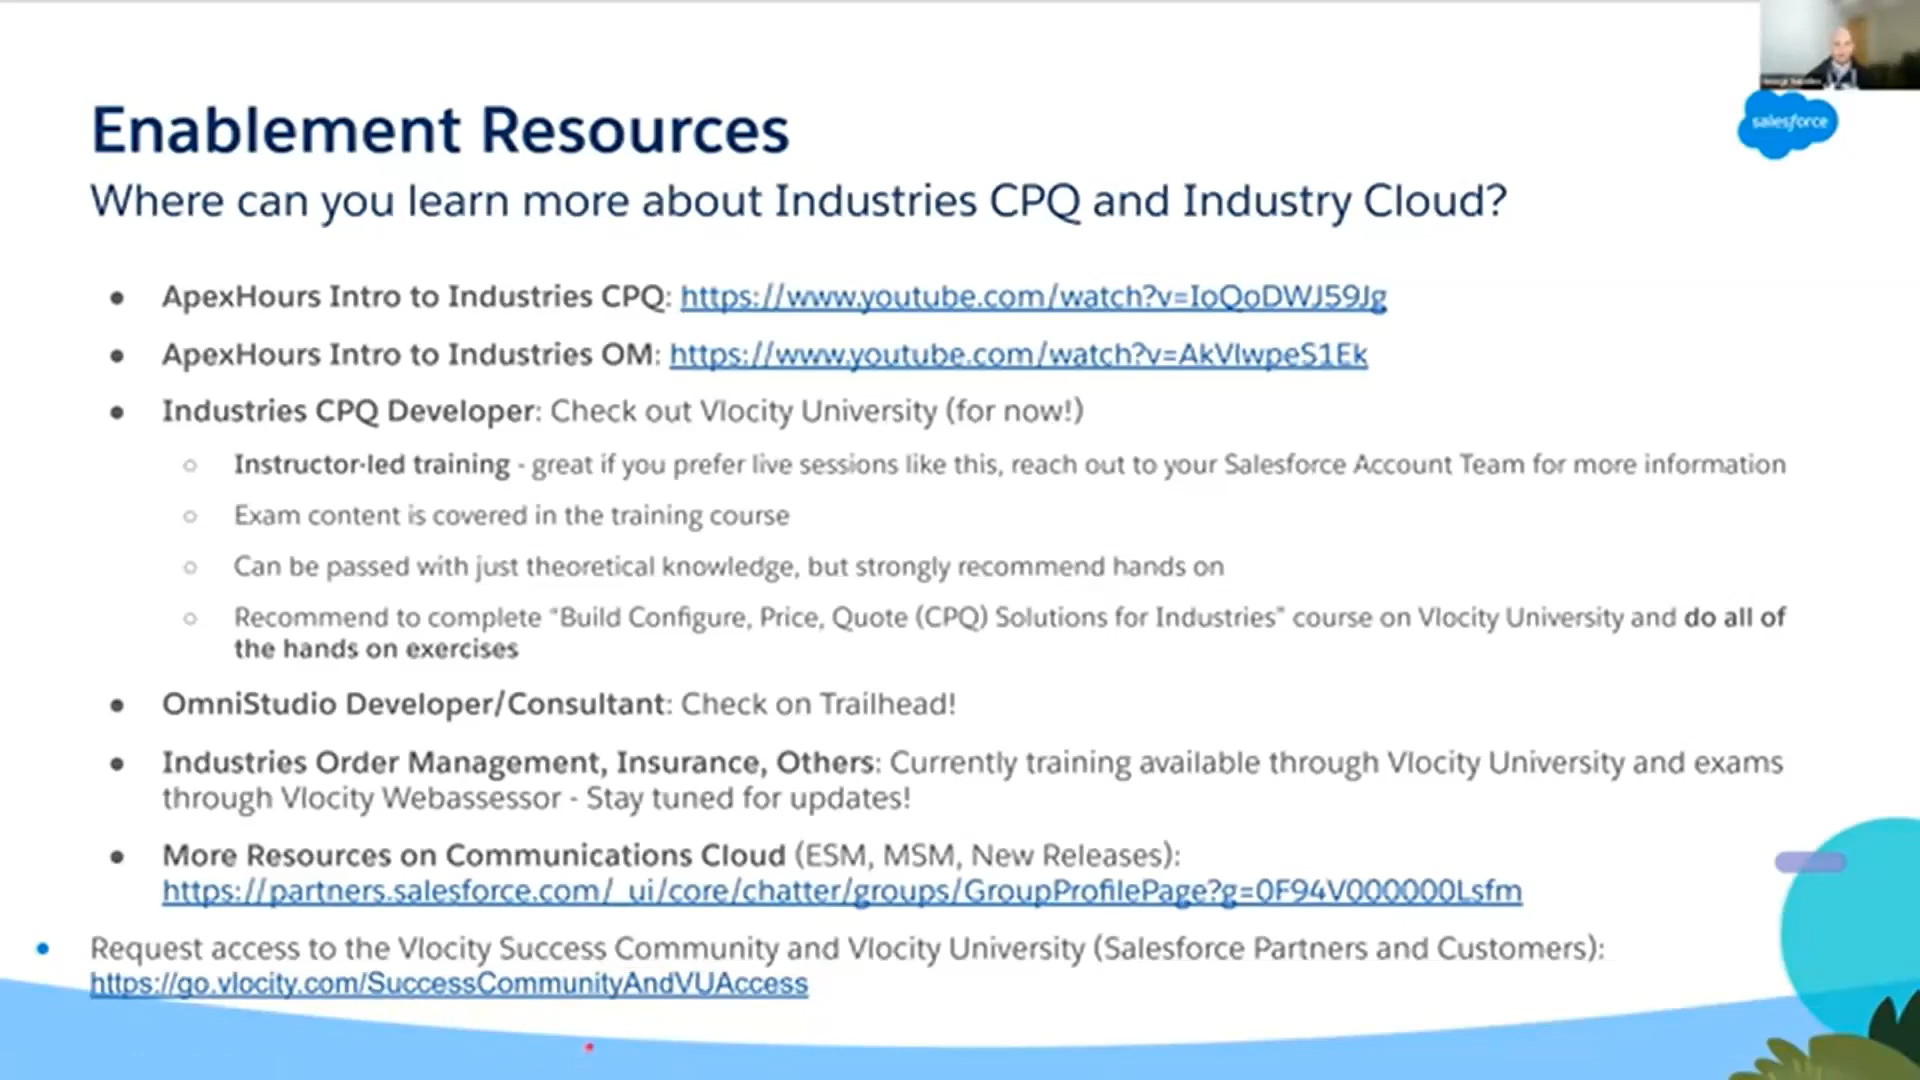 salesforce
Enablement Resources
Where can you learn more about Industries CPQ and Industry Cloud?
● ApexHours Intro to Industries CPQ: https://www.youtube.com/watch?v=IoQoDWJ59Jg
● ApexHours Intro to Industries OM: https://www.youtube.com/watch?v=AkVlwpeS1Ek
● Industries CPQ Developer: Check out Vlocity University (for now!)
○ Instructor-led training - great if you prefer live sessions like this, reach out to your Salesforce Account Team for more information
○ Exam content is covered in the training course
○ Can be passed with just theoretical knowledge, but strongly recommend hands on
○ Recommend to complete "Build Configure, Price, Quote (CPQ) Solutions for Industries" course on Vlocity University and do all of
the hands on exercises
● OmniStudio Developer/Consultant: Check on Trailhead!
● Industries Order Management, Insurance, Others: Currently training available through Vlocity University and exams
through Vlocity Webassessor - Stay tuned for updates!
● More Resources on Communications Cloud (ESM, MSM, New Releases):
https://partners.salesforce.com/_ui/core/chatter/groups/GroupProfilePage?g=0F94V000000Lsfm
● Request access to the Vlocity Success Community and Vlocity University (Salesforce Partners and Customers):
https://go.vlocity.com/SuccessCommunityAndVUAccess